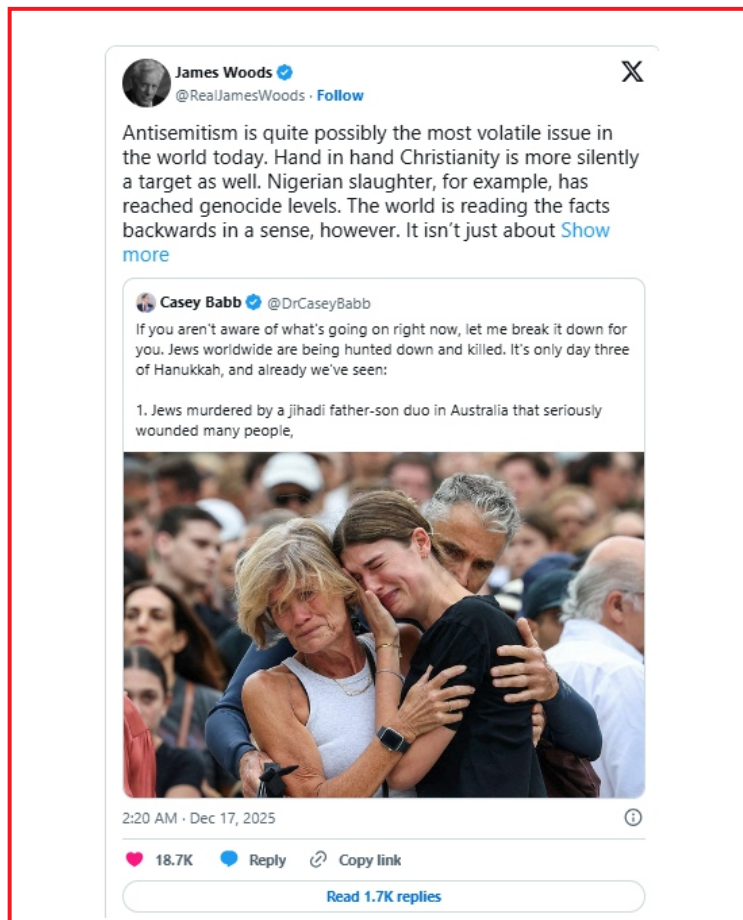 James Woods
@RealJamesWoods · Follow
Antisemitism is quite possibly the most volatile issue in
the world today. Hand in hand Christianity is more silently
a target as well. Nigerian slaughter, for example, has
reached genocide levels. The world is reading the facts
backwards in a sense, however. It isn’t just about Show
more
Casey Babb @DrCaseyBabb
If you aren't aware of what's going on right now, let me break it down for
you. Jews worldwide are being hunted down and killed. It's only day three
of Hanukkah, and already we've seen:
1. Jews murdered by a jihadi father-son duo in Australia that seriously
wounded many people,
2:20 AM · Dec 17, 2025
18.7K Reply Copy link
Read 1.7K replies